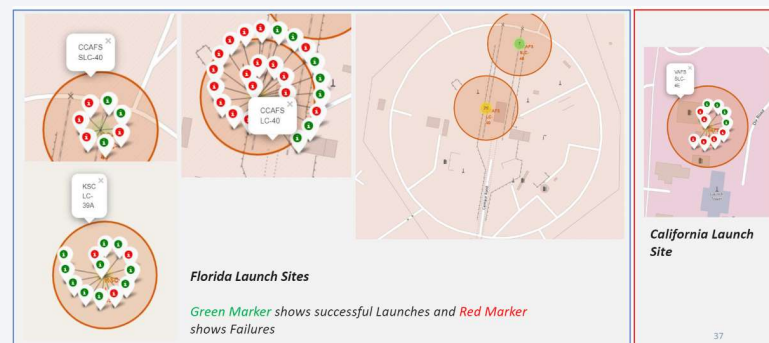 CCAFS
SLC-40
CCAFS
LC-40
KSC
LC-
39A
VAFB
SLC-
4E
Florida Launch Sites
Green Marker shows successful Launches and Red Marker
shows Failures
California Launch
Site
37